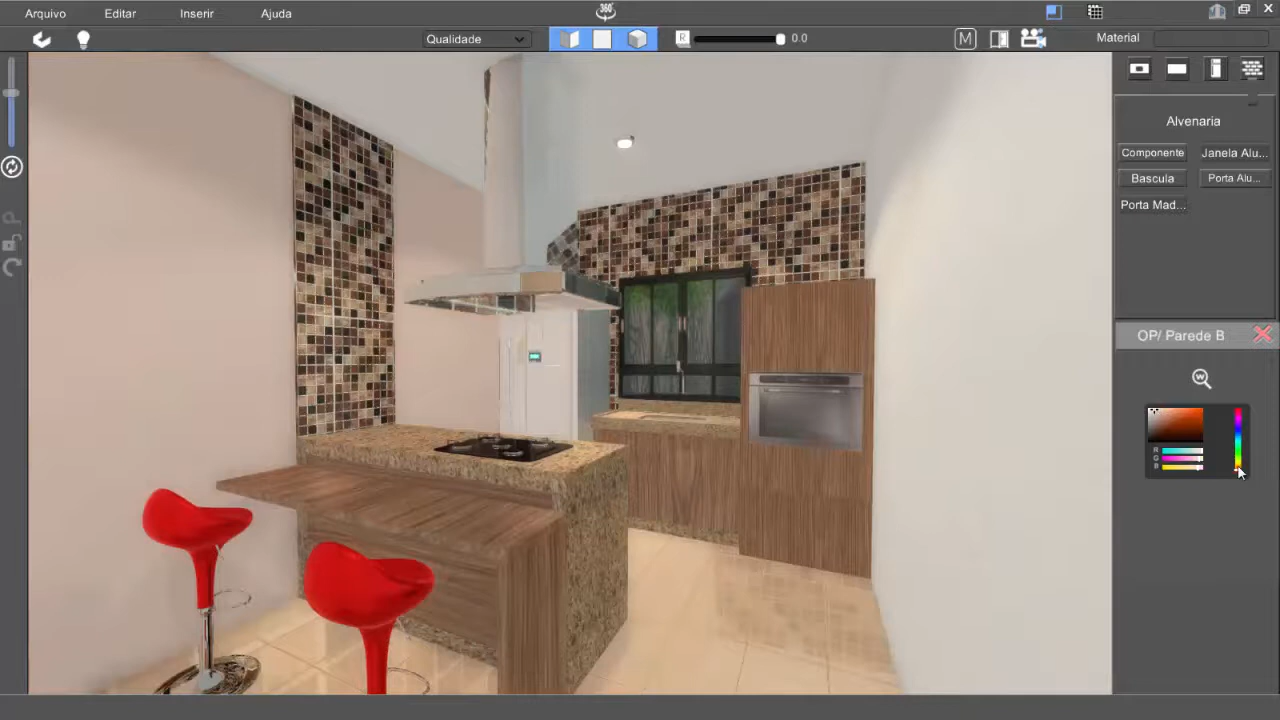 Arquivo Editar Inserir Ajuda 360°
Qualidade R 0.0 M Material
Alvenaria
Componente Janela Alu...
Bascula Porta Alu...
Porta Mad...
OP/ Parede B
W
R
G
B
P